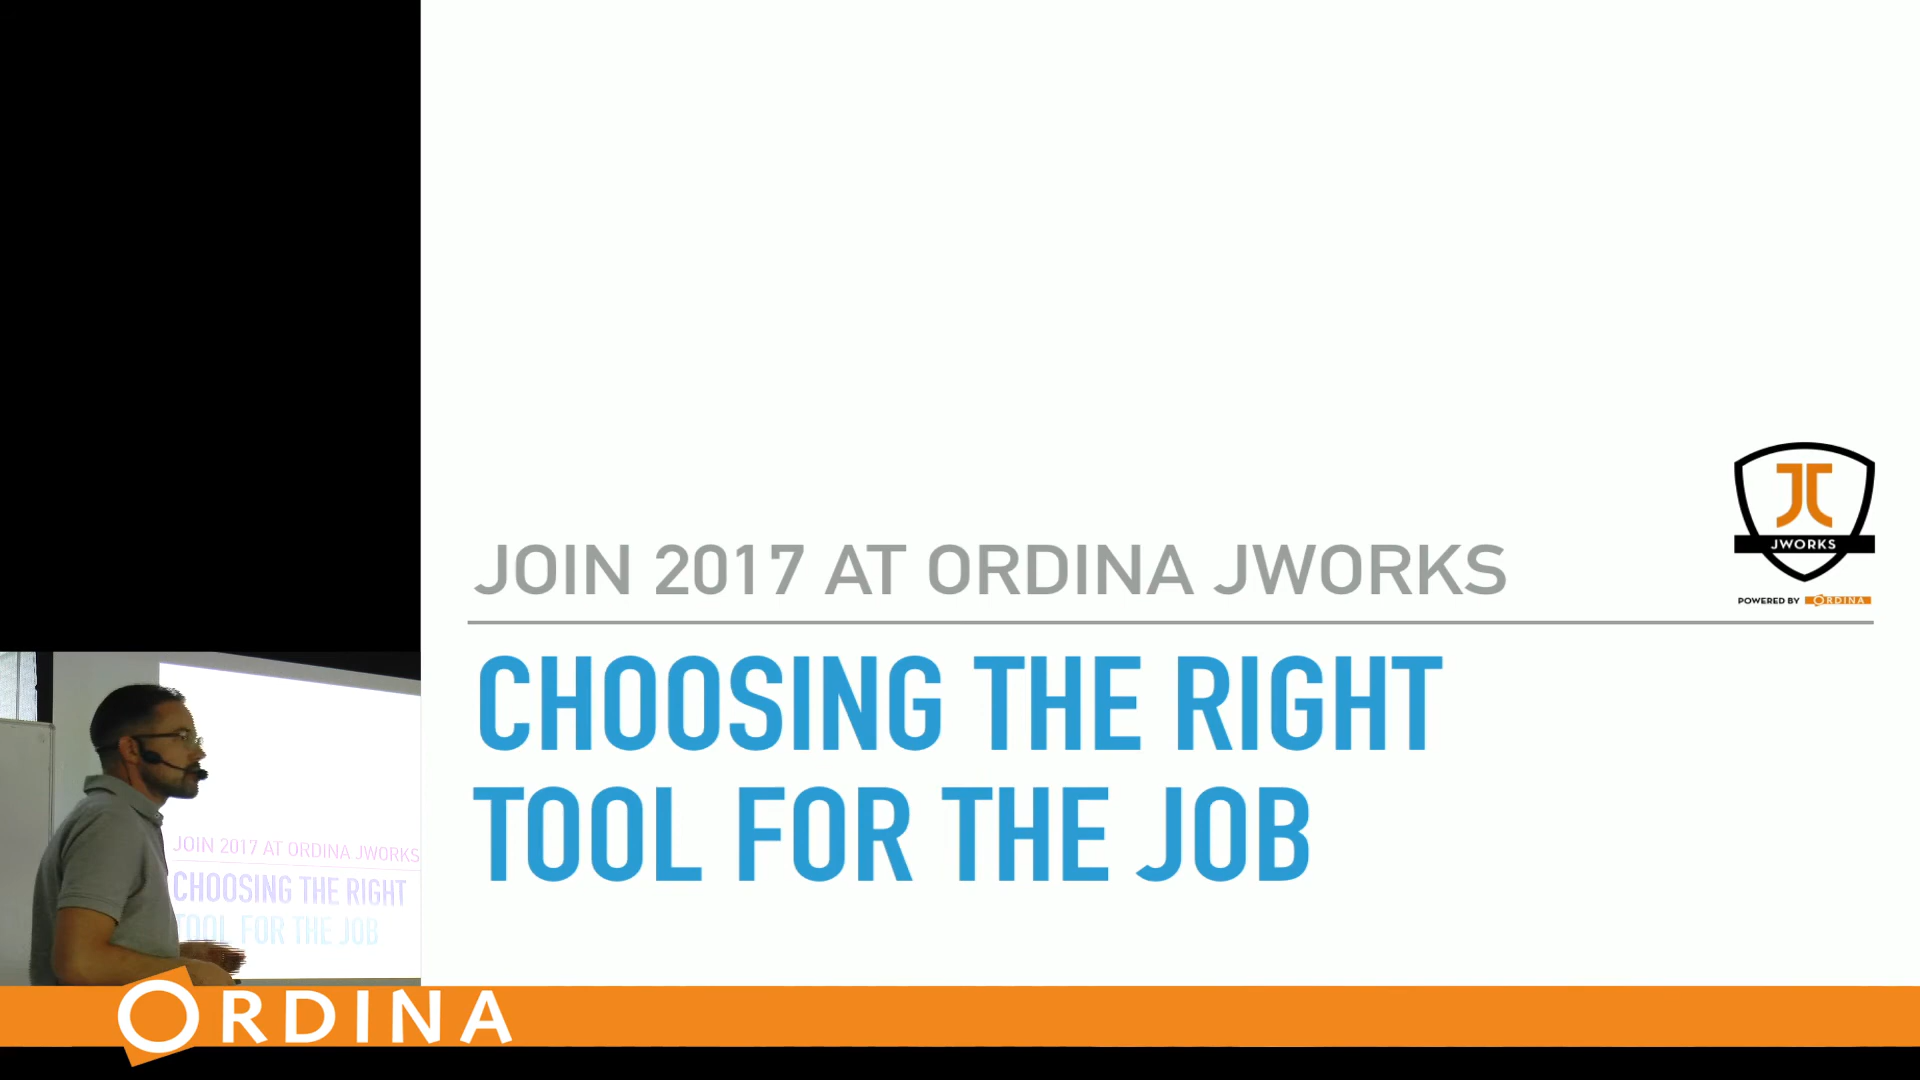 JOIN 2017 AT ORDINA JWORKS
JWORKS
POWERED BY ORDINA
CHOOSING THE RIGHT
TOOL FOR THE JOB
JOIN 2017 AT ORDINA JWORKS
CHOOSING THE RIGHT
TOOL FOR THE JOB
ORDINA